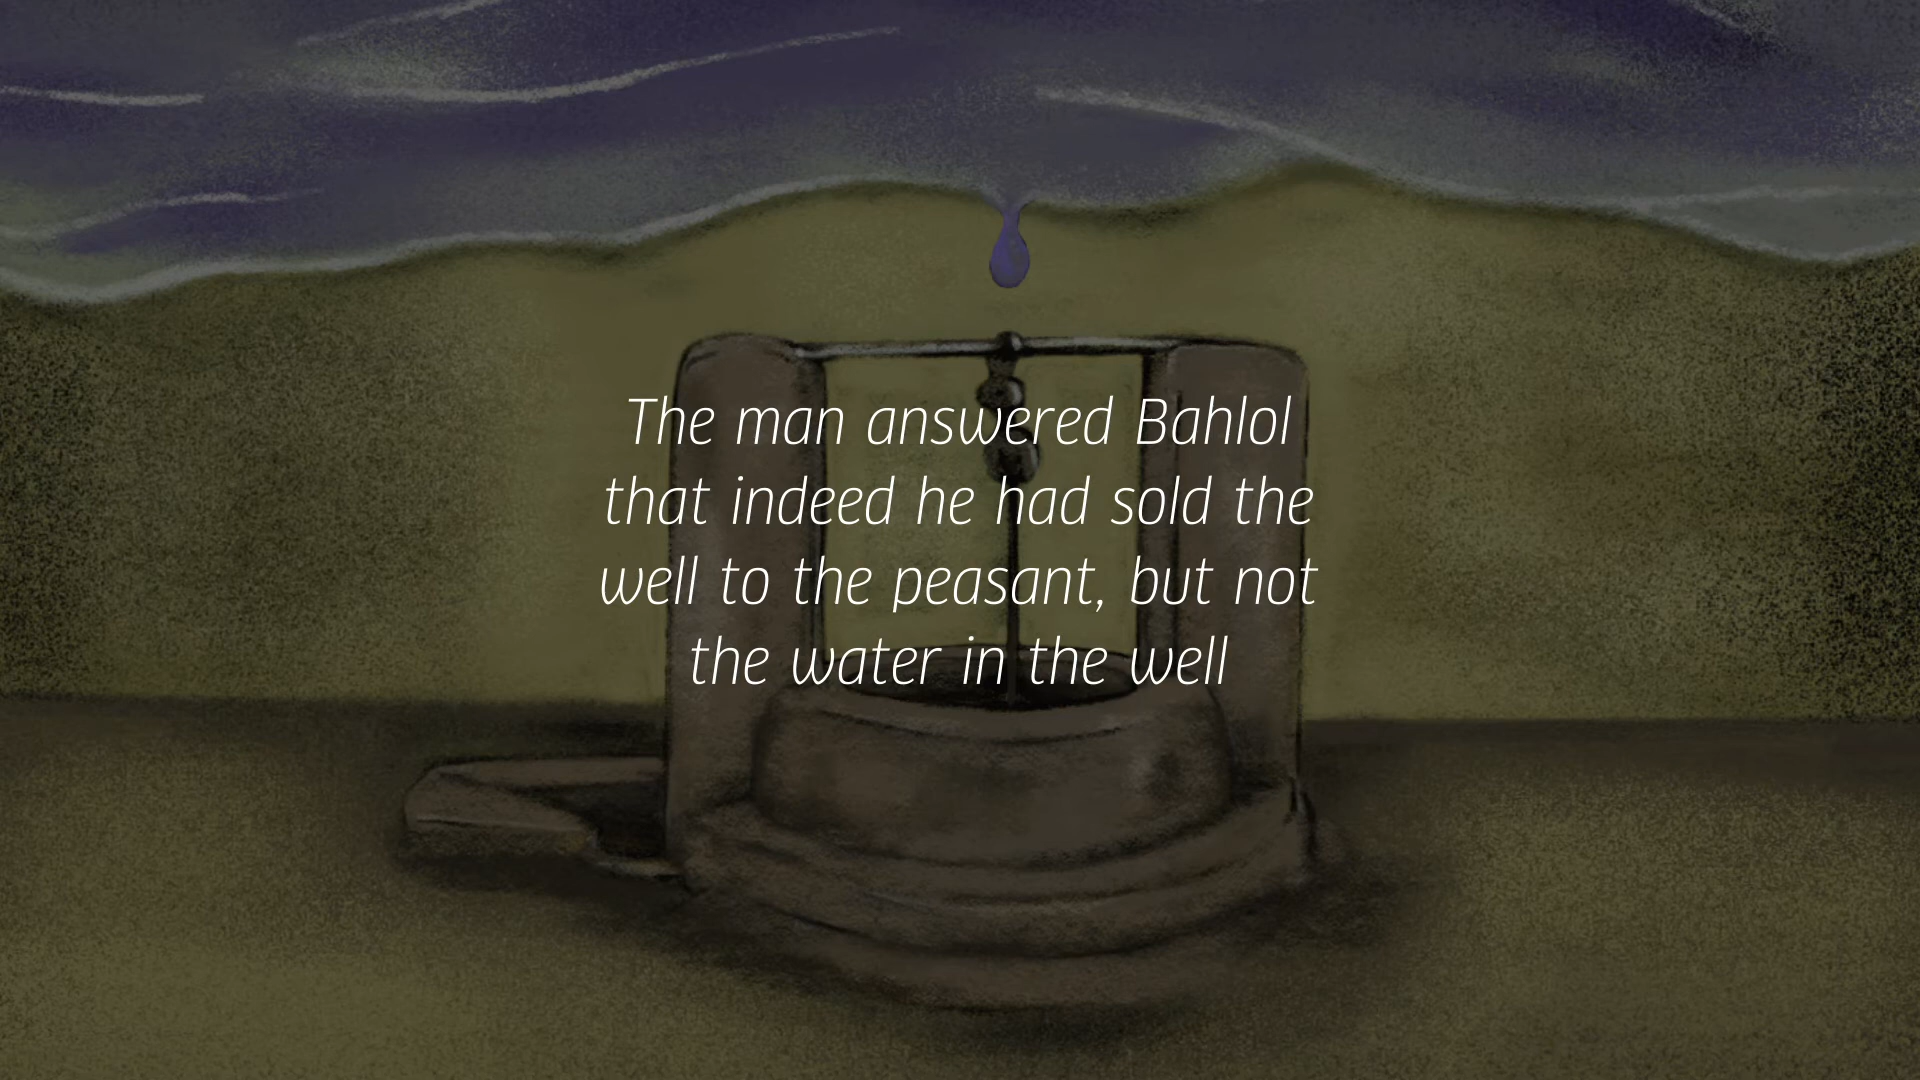 The man answered Bahlol
that indeed he had sold the
well to the peasant, but not
the water in the well